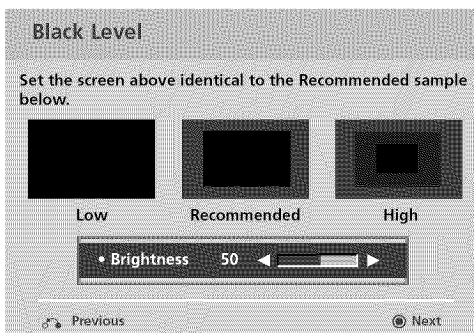 Black Level
Set the screen above identical to the Recommended sample
below.
Low
Recommended
High
• Brightness 50
Previous
Next